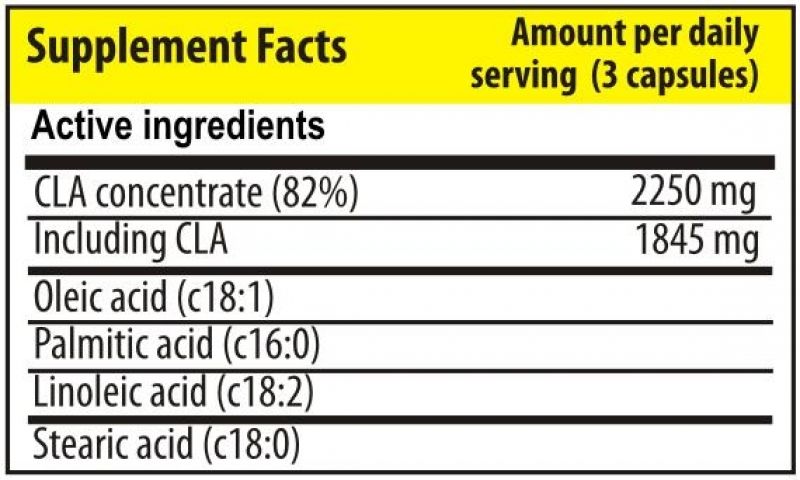 Supplement Facts
Amount per daily
serving (3 capsules)
Active ingredients
CLA concentrate (82%) 2250 mg
Including CLA 1845 mg
Oleic acid (c18:1)
Palmitic acid (c16:0)
Linoleic acid (c18:2)
Stearic acid (c18:0)